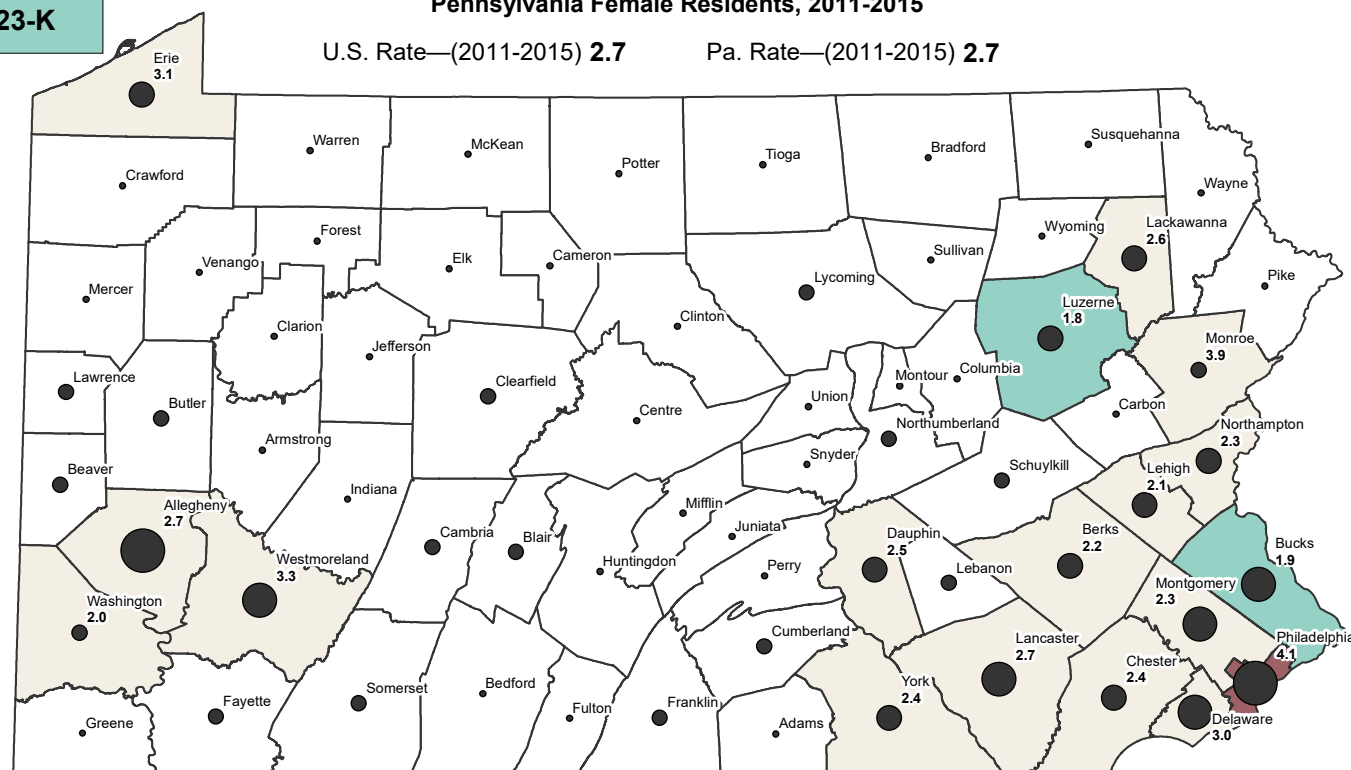 Pennsylvania Female Residents, 2011-2015
23-K
U.S. Rate—(2011-2015) 2.7
Pa. Rate—(2011-2015) 2.7
Erie
3.1
Warren
McKean
Potter
Tioga
Bradford
Susquehanna
Wayne
Crawford
Forest
Elk
Cameron
Sullivan
Wyoming
Lackawanna
2.6
Venango
Mercer
Lycoming
Pike
Clarion
Clinton
Luzerne
1.8
Jefferson
Monroe
3.9
Lawrence
Butler
Clearfield
Centre
Union
Montour
Columbia
Carbon
Armstrong
Northumberland
Northampton
2.3
Beaver
Indiana
Snyder
Schuylkill
Lehigh
2.1
Allegheny
2.7
Mifflin
Juniata
Cambria
Blair
Dauphin
2.5
Berks
2.2
Bucks
1.9
Westmoreland
3.3
Huntingdon
Perry
Lebanon
Montgomery
2.3
Washington
2.0
Cumberland
Lancaster
2.7
Philadelphia
4.1
Chester
2.4
York
2.4
Somerset
Bedford
Fayette
Fulton
Franklin
Adams
Greene
Delaware
3.0